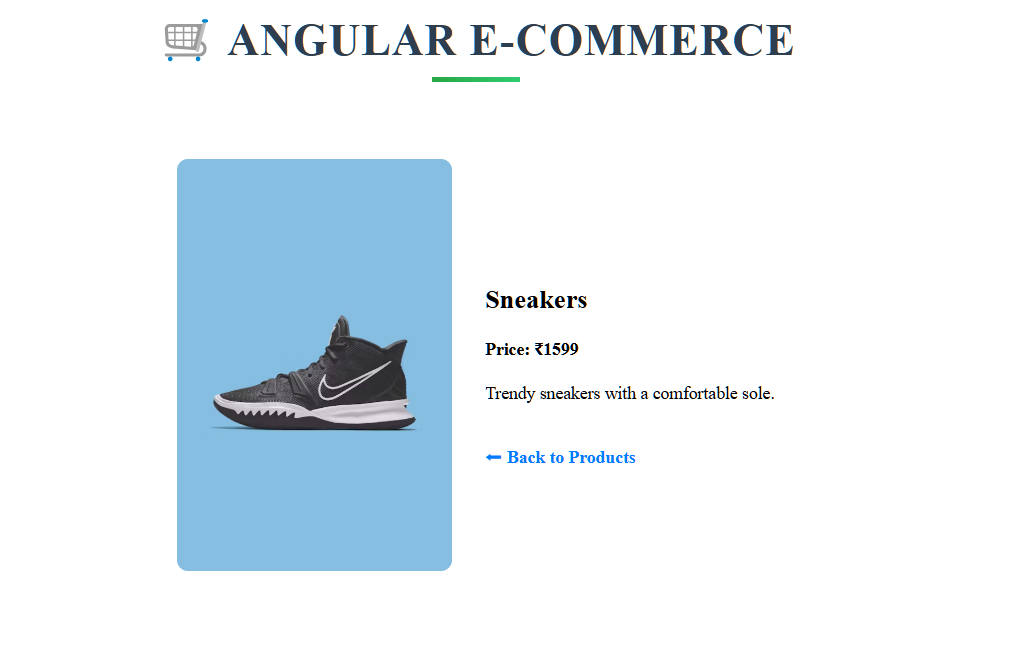 ANGULAR E-COMMERCE
Sneakers
Price: ₹1599
Trendy sneakers with a comfortable sole.
⬅ Back to Products